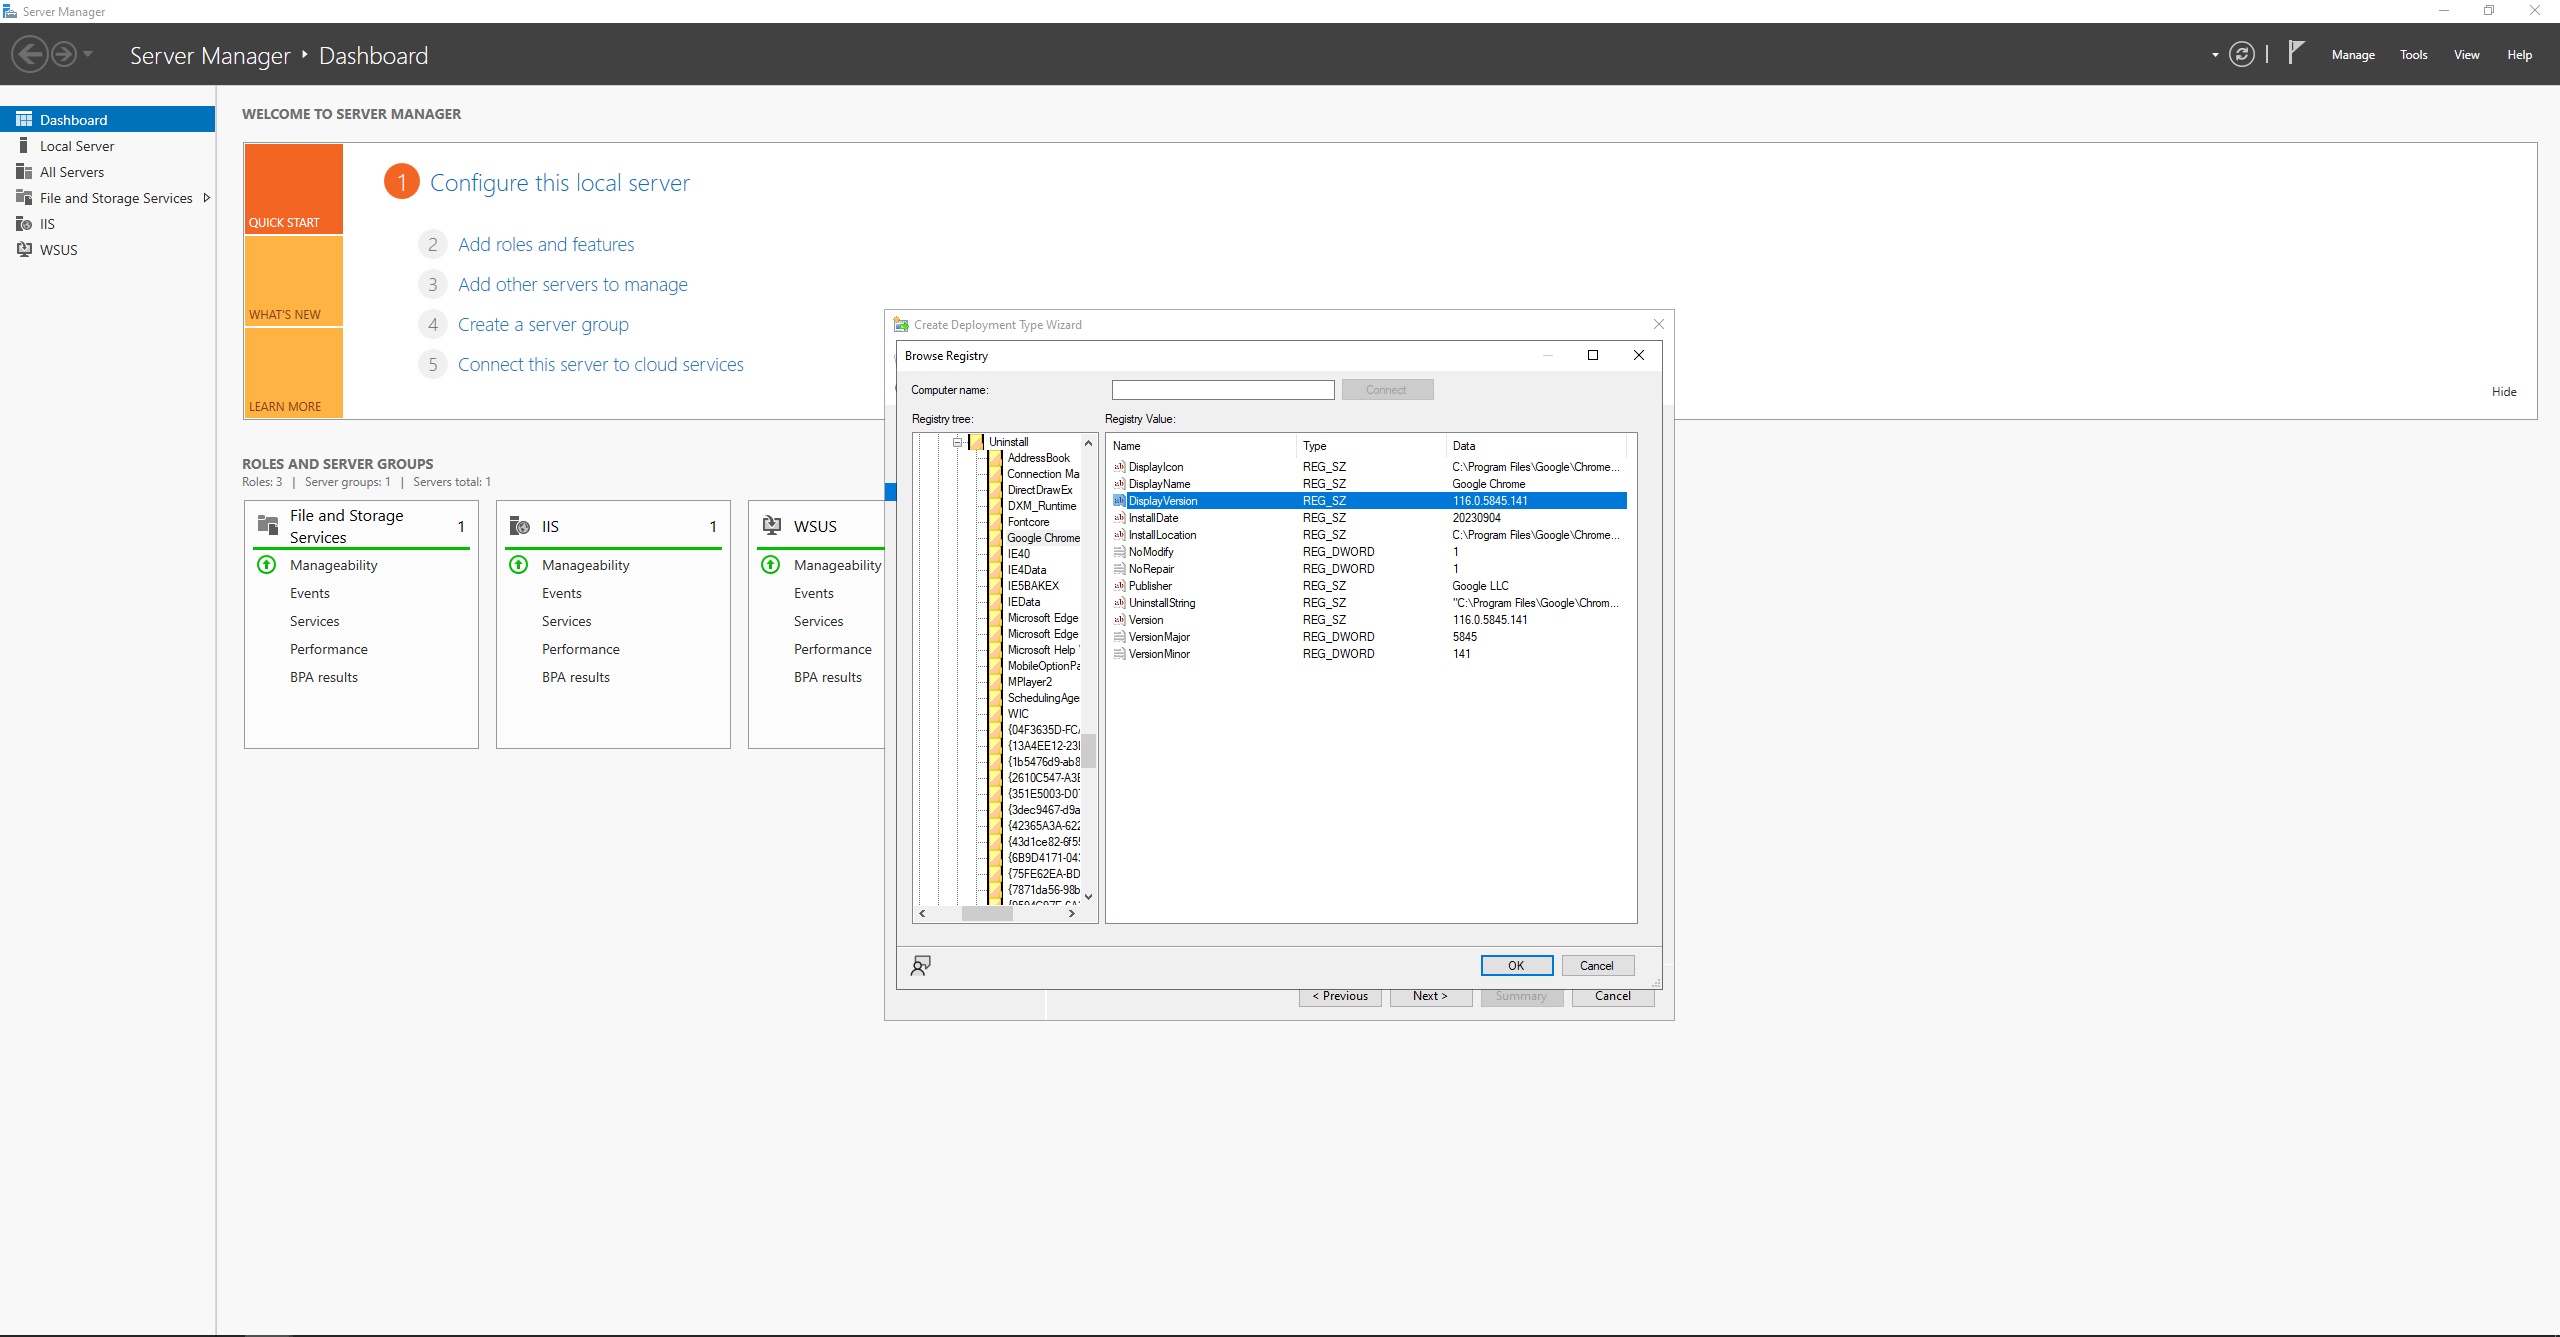 Server Manager
Server Manager ‣ Dashboard
Manage
Tools
View
Help
Dashboard
Local Server
All Servers
File and Storage Services
IIS
WSUS
WELCOME TO SERVER MANAGER
QUICK START
WHAT'S NEW
LEARN MORE
1 Configure this local server
2 Add roles and features
3 Add other servers to manage
4 Create a server group
5 Connect this server to cloud services
Hide
ROLES AND SERVER GROUPS
Roles: 3 | Server groups: 1 | Servers total: 1
File and Storage
Services
1
Manageability
Events
Services
Performance
BPA results
IIS 1
Manageability
Events
Services
Performance
BPA results
WSUS
Manageability
Events
Services
Performance
BPA results
Create Deployment Type Wizard
Browse Registry
Computer name:
Connect
Registry tree:
Uninstall
AddressBook
Connection Ma
DirectDrawEx
DXM_Runtime
Fontcore
Google Chrome
IE40
IE4Data
IE5BAKEX
IEData
Microsoft Edge
Microsoft Edge
Microsoft Help
MobileOptionPa
MPlayer2
SchedulingAge
WIC
{04F3635D-FC
{13A4EE12-23
{1b5476d9-ab8
{2610C547-A3
{351E5003-D0
{3dec9467-d9a
{42365A3A-622
{43d1ce82-6f5
{6B9D4171-04
{75FE62EA-BD
{7871da56-98b
Registry Value:
Name Type Data
DisplayIcon REG_SZ C:\Program Files\Google\Chrome...
DisplayName REG_SZ Google Chrome
DisplayVersion REG_SZ 116.0.5845.141
InstallDate REG_SZ 20230904
InstallLocation REG_SZ C:\Program Files\Google\Chrome...
NoModify REG_DWORD 1
NoRepair REG_DWORD 1
Publisher REG_SZ Google LLC
UninstallString REG_SZ "C:\Program Files\Google\Chrom...
Version REG_SZ 116.0.5845.141
VersionMajor REG_DWORD 5845
VersionMinor REG_DWORD 141
OK
Cancel
< Previous
Next >
Summary
Cancel